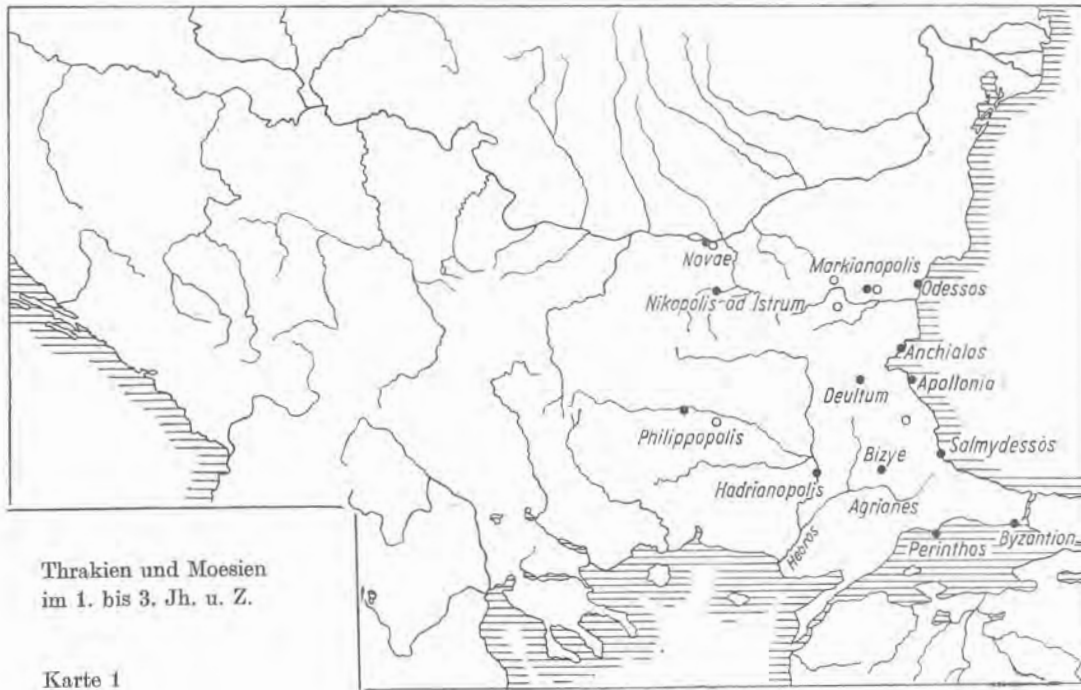 Novae
Markianopolis
Nikopolis ad Istrum
Odessos
Anchialos
Deultum
Apollonia
Philippopolis
Bizye
Salmydessos
Hadrianopolis
Agrianes
Hebros
Perinthos
Byzantion
Thrakien und Moesien
im 1. bis 3. Jh. u. Z.
Karte 1